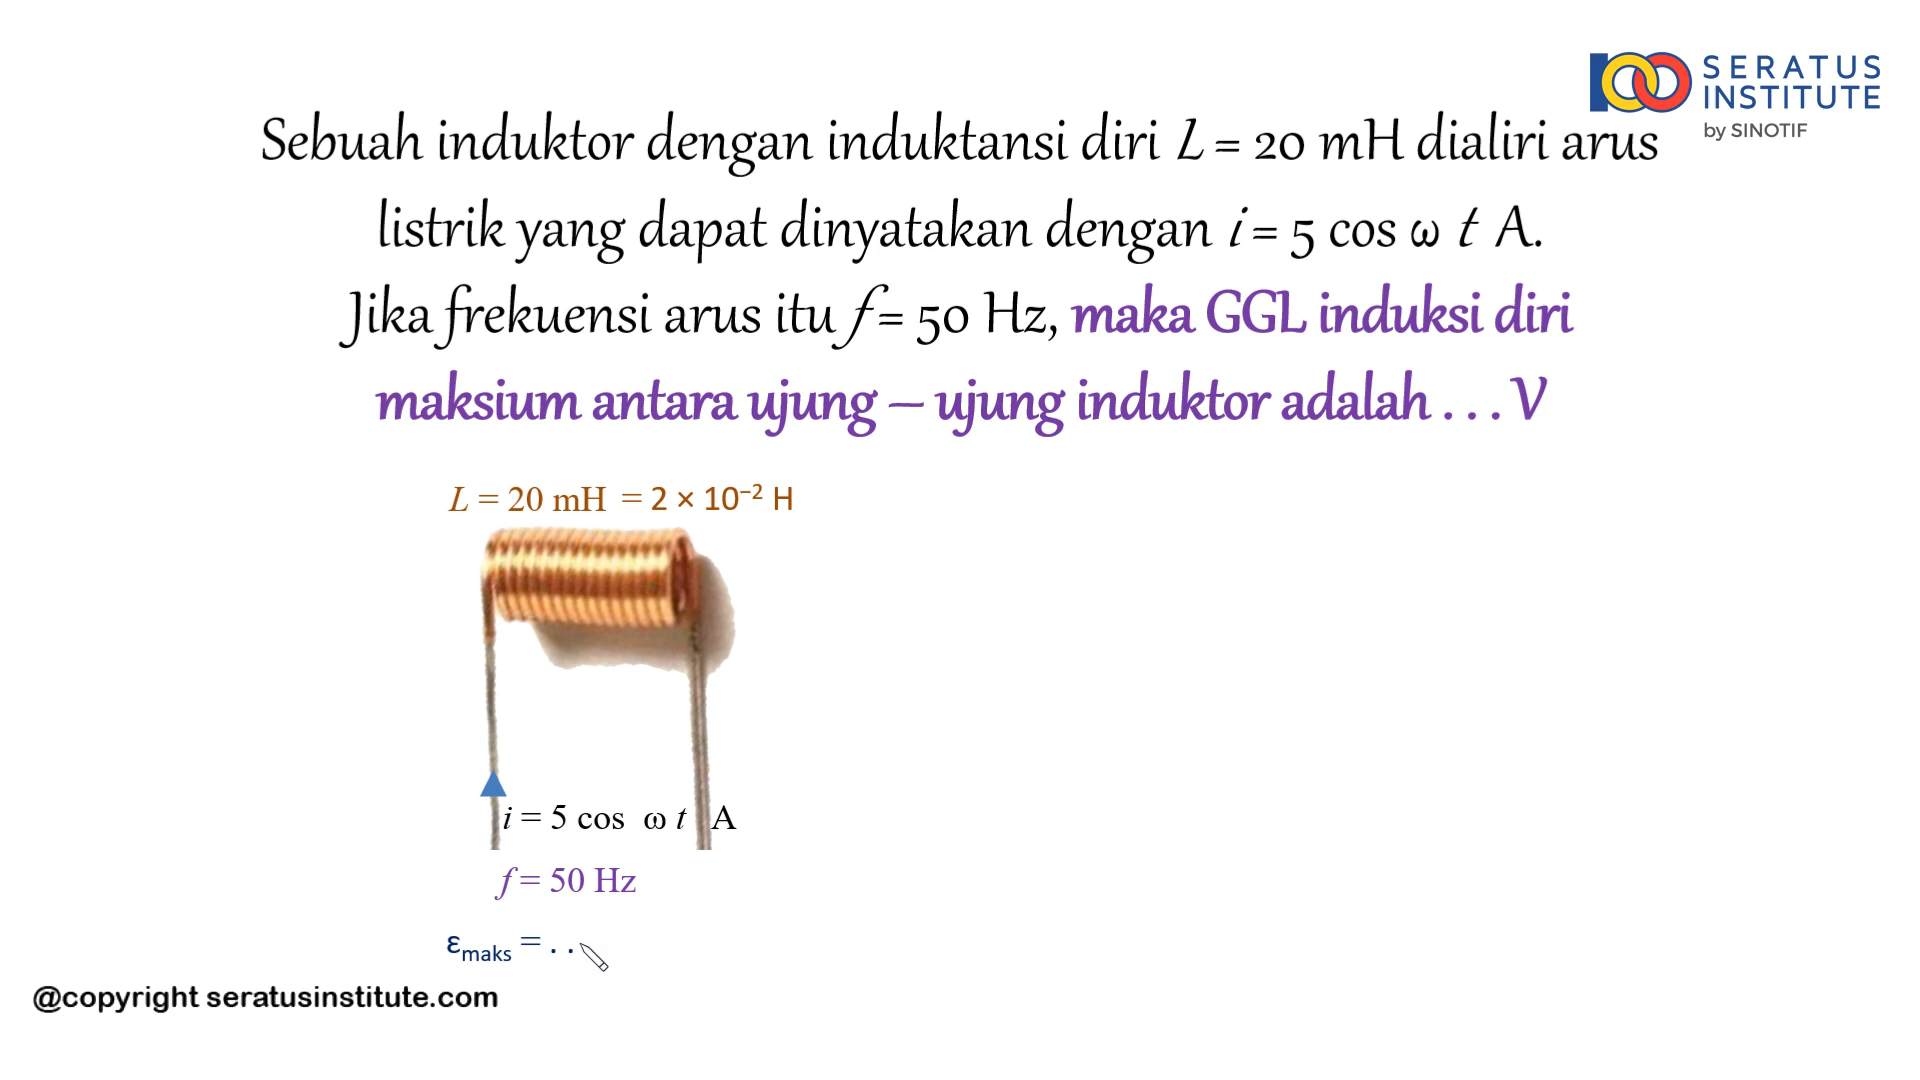 SERATUS
INSTITUTE
by SINOTIF
Sebuah induktor dengan induktansi diri L = 20 mH dialiri arus
listrik yang dapat dinyatakan dengan i = 5 cos ω t A.
Jika frekuensi arus itu f = 50 Hz, maka GGL induksi diri
maksium antara ujung – ujung induktor adalah . . . V
L = 20 mH = 2 × 10⁻² H
i = 5 cos ω t A
f = 50 Hz
εmaks = . .
@copyright seratusinstitute.com